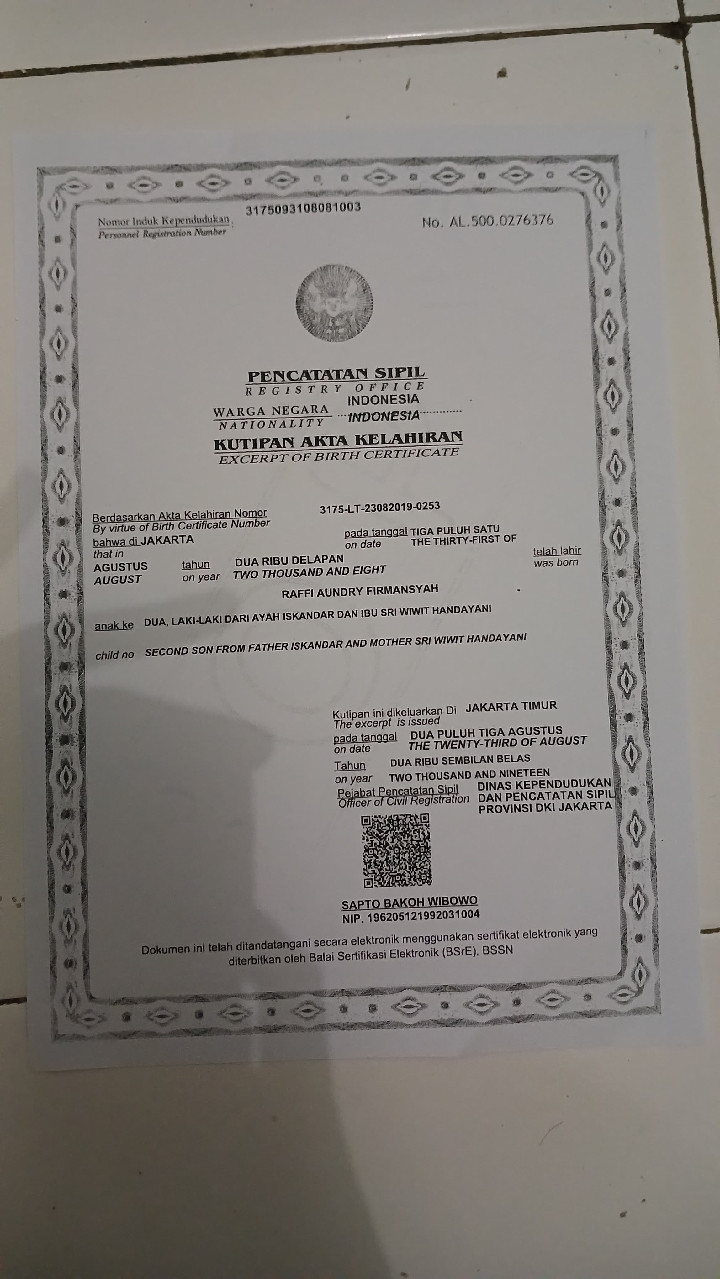 Nomor Induk Kependudukan : 3175093108081003
Personnel Registration Number
No. AL.500.0276376
PENCATATAN SIPIL
REGISTRY OFFICE
WARGA NEGARA INDONESIA
NATIONALITY INDONESIA
KUTIPAN AKTA KELAHIRAN
EXCERPT OF BIRTH CERTIFICATE
Berdasarkan Akta Kelahiran Nomor 3175-LT-23082019-0253
By virtue of Birth Certificate Number
bahwa di JAKARTA pada tanggal TIGA PULUH SATU
that in on date THE THIRTY-FIRST OF
AGUSTUS tahun DUA RIBU DELAPAN telah lahir
AUGUST on year TWO THOUSAND AND EIGHT was born
RAFFI AUNDRY FIRMANSYAH
anak ke DUA, LAKI-LAKI DARI AYAH ISKANDAR DAN IBU SRI WIWIT HANDAYANI
child no SECOND SON FROM FATHER ISKANDAR AND MOTHER SRI WIWIT HANDAYANI
Kutipan ini dikeluarkan Di JAKARTA TIMUR
The excerpt is issued
pada tanggal DUA PULUH TIGA AGUSTUS
on date THE TWENTY-THIRD OF AUGUST
Tahun DUA RIBU SEMBILAN BELAS
on year TWO THOUSAND AND NINETEEN
Pejabat Pencatatan Sipil DINAS KEPENDUDUKAN
Officer of Civil Registration DAN PENCATATAN SIPIL
PROVINSI DKI JAKARTA
SAPTO BAKOH WIBOWO
NIP. 196205121992031004
Dokumen ini telah ditandatangani secara elektronik menggunakan sertifikat elektronik yang
diterbitkan oleh Balai Sertifikasi Elektronik (BSrE), BSSN